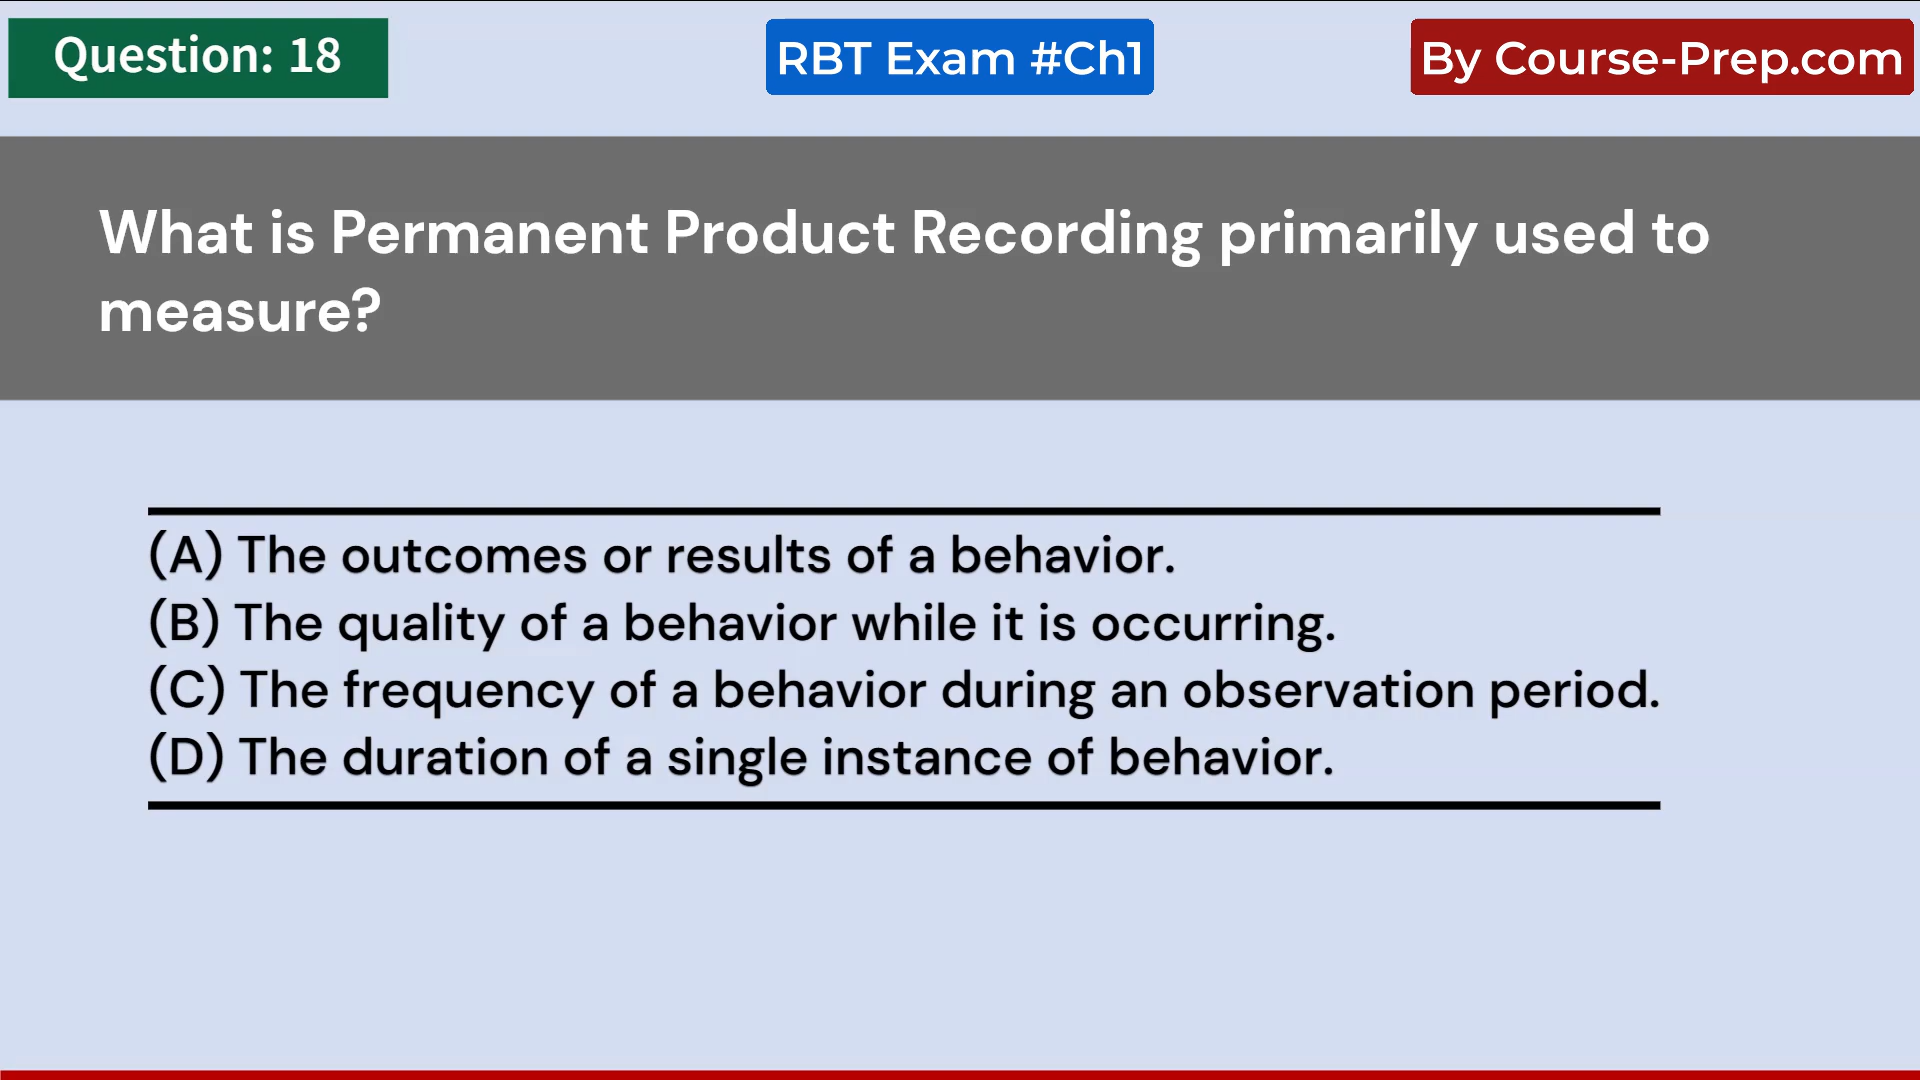 Question: 18
RBT Exam #Ch1
By Course-Prep.com
What is Permanent Product Recording primarily used to
measure?
(A) The outcomes or results of a behavior.
(B) The quality of a behavior while it is occurring.
(C) The frequency of a behavior during an observation period.
(D) The duration of a single instance of behavior.